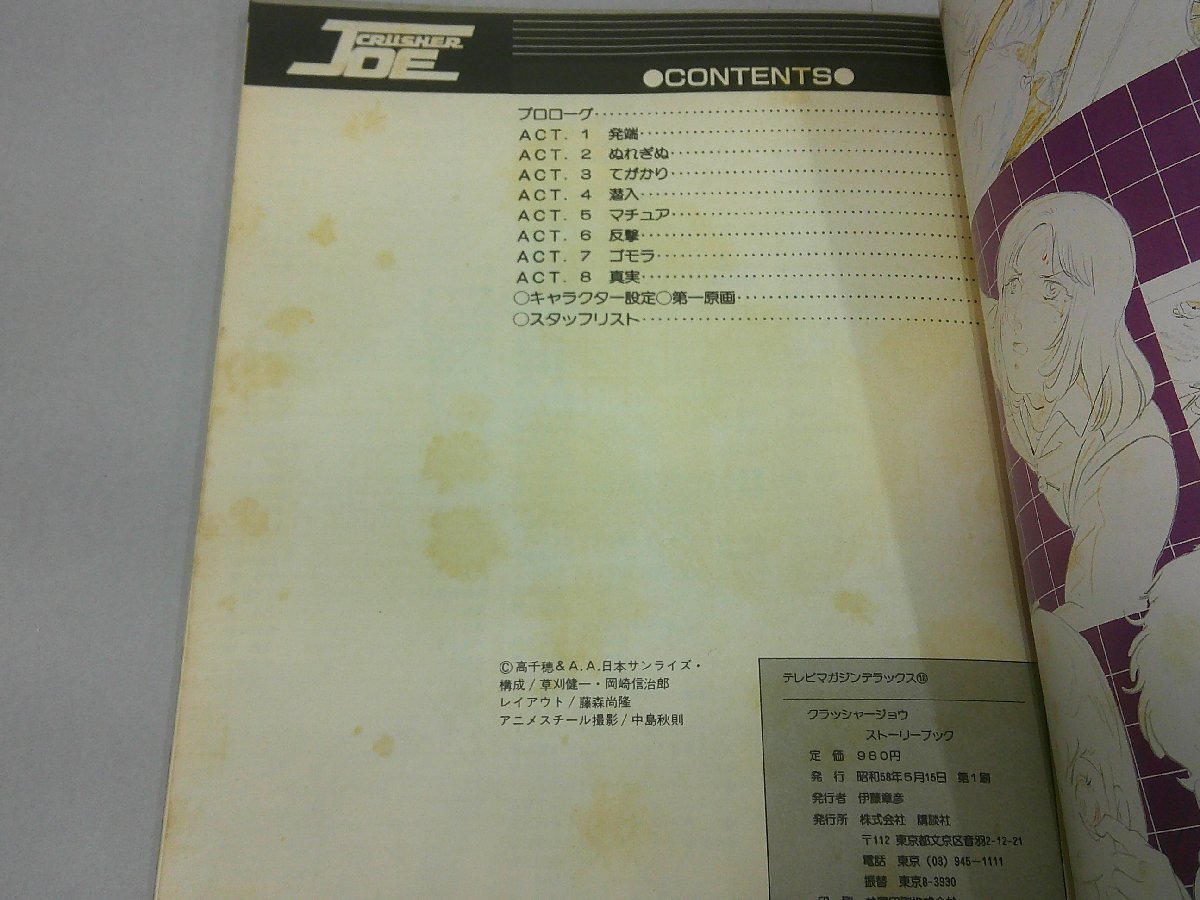 CRUSHER
JOE
●CONTENTS●
プロローグ
ACT. 1 発端
ACT. 2 ぬれぎぬ
ACT. 3 てがかり
ACT. 4 潜入
ACT. 5 マチュア
ACT. 6 反撃
ACT. 7 ゴモラ
ACT. 8 真実
○キャラクター設定○第一原画
○スタッフリスト
©高千穂&A.A.日本サンライズ・
構成/草刈健一・岡崎信治郎
レイアウト/藤森尚隆
アニメスチール撮影/中島秋則
テレビマガジンデラックス
クラッシャージョウ
ストーリーブック
定価 980円
発行 昭和58年5月15日 第1刷
発行者 伊藤章彦
発行所 株式会社 講談社
〒112 東京都文京区音羽2-12-21
電話 東京(03)945-1111
振替 東京8-3930